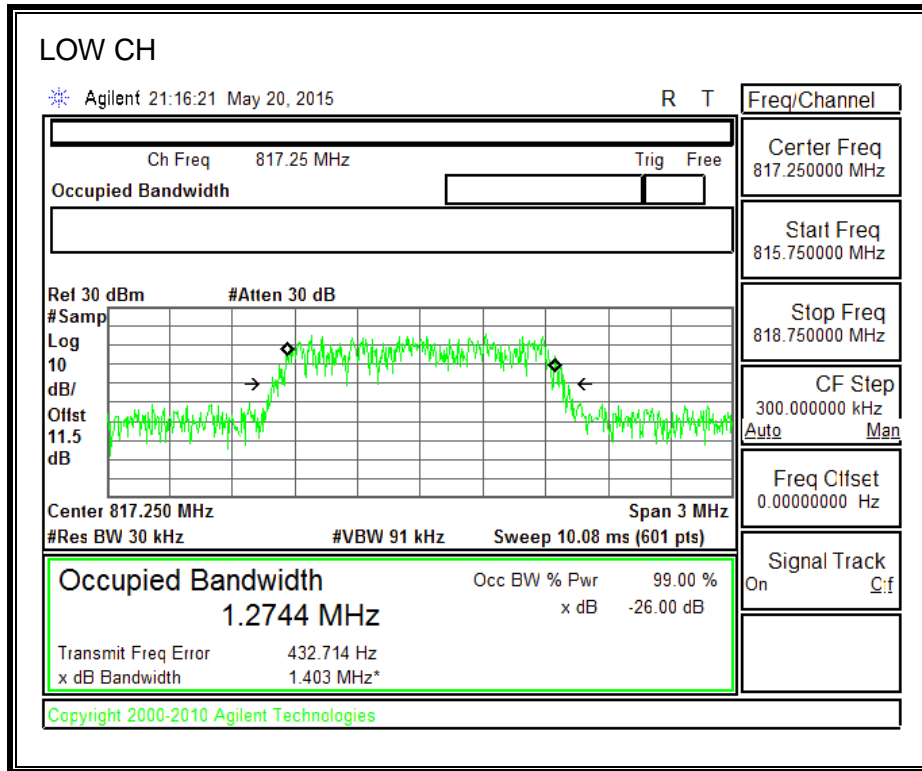 LOW CH
Agilent 21:16:21 May 20, 2015 R T
Freq/Channel
Ch Freq 817.25 MHz Trig Free
Occupied Bandwidth
Center Freq
817.250000 MHz
Start Freq
815.750000 MHz
Stop Freq
818.750000 MHz
CF Step
300.000000 kHz
Auto Man
Freq Offset
0.00000000 Hz
Signal Track
On Off
Ref 30 dBm #Atten 30 dB
#Samp
Log
10
dB/
Offst
11.5
dB
Center 817.250 MHz Span 3 MHz
#Res BW 30 kHz #VBW 91 kHz Sweep 10.08 ms (601 pts)
Occupied Bandwidth Occ BW % Pwr 99.00 %
1.2744 MHz x dB -26.00 dB
Transmit Freq Error 432.714 Hz
x dB Bandwidth 1.403 MHz*
Copyright 2000-2010 Agilent Technologies